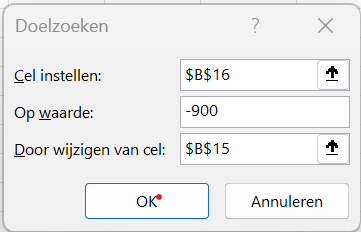 Doelzoeken ?
Cel instellen: $B$16
Op waarde: -900
Door wijzigen van cel: $B$15
OK Annuleren